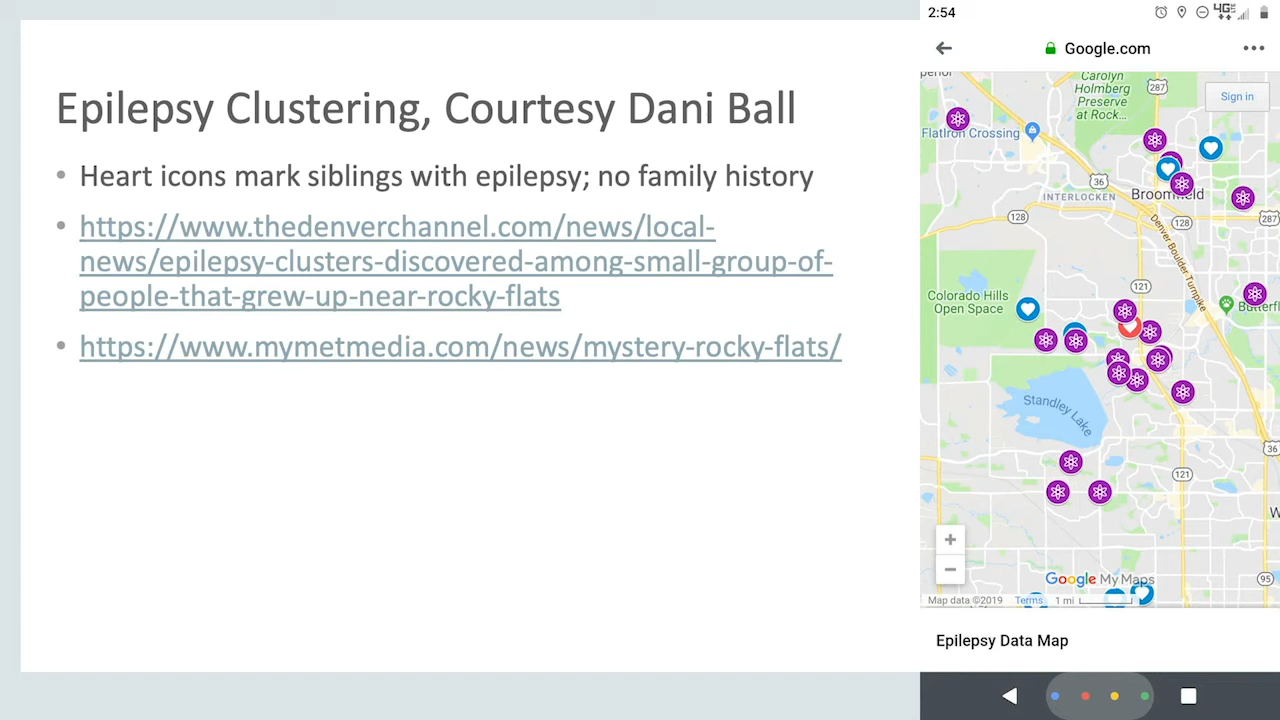 Epilepsy Clustering, Courtesy Dani Ball
• Heart icons mark siblings with epilepsy; no family history
• https://www.thedenverchannel.com/news/local-
news/epilepsy-clusters-discovered-among-small-group-of-
people-that-grew-up-near-rocky-flats
• https://www.mymetmedia.com/news/mystery-rocky-flats/
2:54
4G
Google.com
Carolyn
Holmberg
Preserve
at Rock...
287
Sign in
FlatIron Crossing
36
INTERLOCKEN
Broomfield
128
128
287
Denver Boulder Turnpike
121
Colorado Hills
Open Space
Butterfl
Standley Lake
36
121
W
95
Google My Maps
Map data ©2019
Terms
1 mi
Epilepsy Data Map